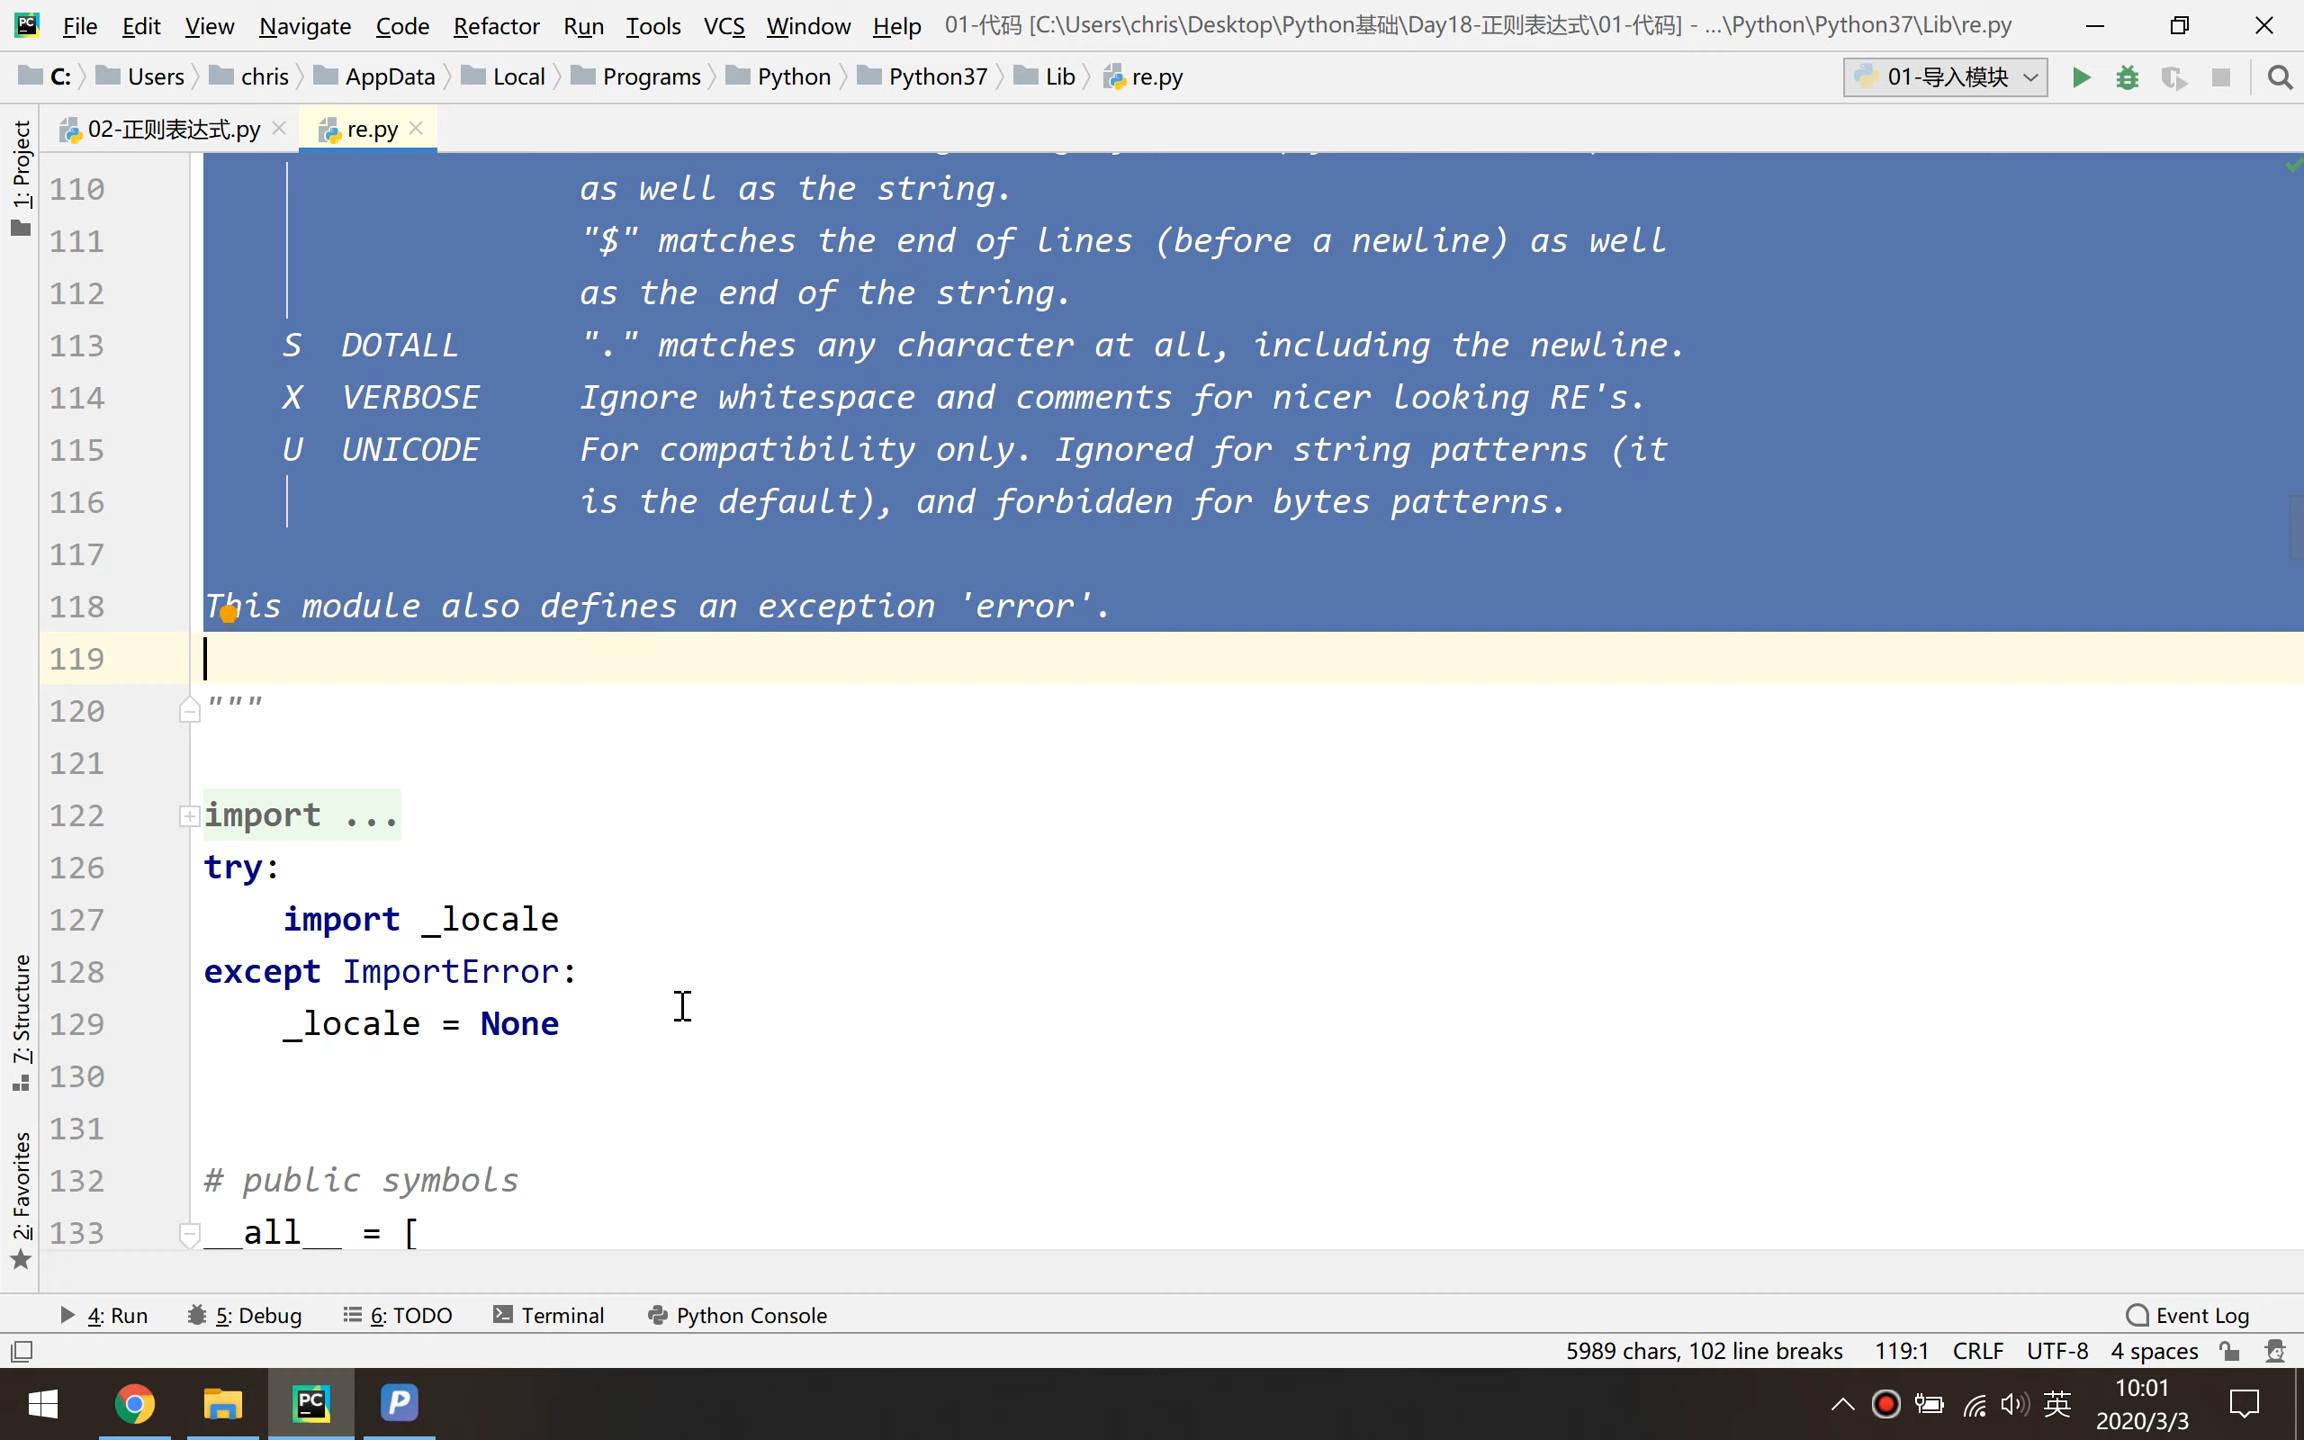 File Edit View Navigate Code Refactor Run Tools VCS Window Help 01-代码 [C:\Users\chris\Desktop\Python基础\Day18-正则表达式\01-代码] - ...\Python\Python37\Lib\re.py
C: Users chris AppData Local Programs Python Python37 Lib re.py 01-导入模块
02-正则表达式.py re.py
1: Project
110 as well as the string.
111 "$" matches the end of lines (before a newline) as well
112 as the end of the string.
113 S DOTALL "." matches any character at all, including the newline.
114 X VERBOSE Ignore whitespace and comments for nicer looking RE's.
115 U UNICODE For compatibility only. Ignored for string patterns (it
116 is the default), and forbidden for bytes patterns.
117
118 This module also defines an exception 'error'.
119
120 """
121
122 import ...
126 try:
127 import _locale
128 except ImportError:
129 _locale = None
130
131
132 # public symbols
133 __all__ = [
7: Structure
2: Favorites
4: Run 5: Debug 6: TODO Terminal Python Console Event Log
5989 chars, 102 line breaks 119:1 CRLF UTF-8 4 spaces
英 10:01
2020/3/3